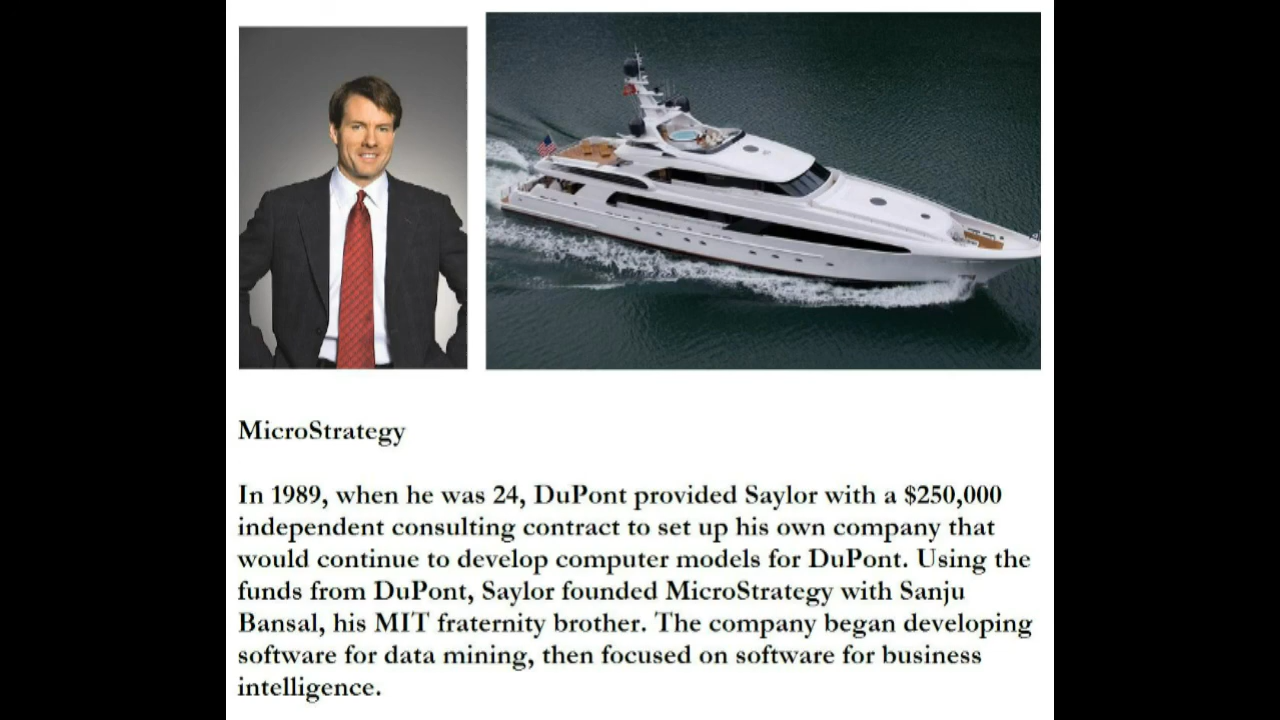 MicroStrategy
In 1989, when he was 24, DuPont provided Saylor with a $250,000
independent consulting contract to set up his own company that
would continue to develop computer models for DuPont. Using the
funds from DuPont, Saylor founded MicroStrategy with Sanju
Bansal, his MIT fraternity brother. The company began developing
software for data mining, then focused on software for business
intelligence.